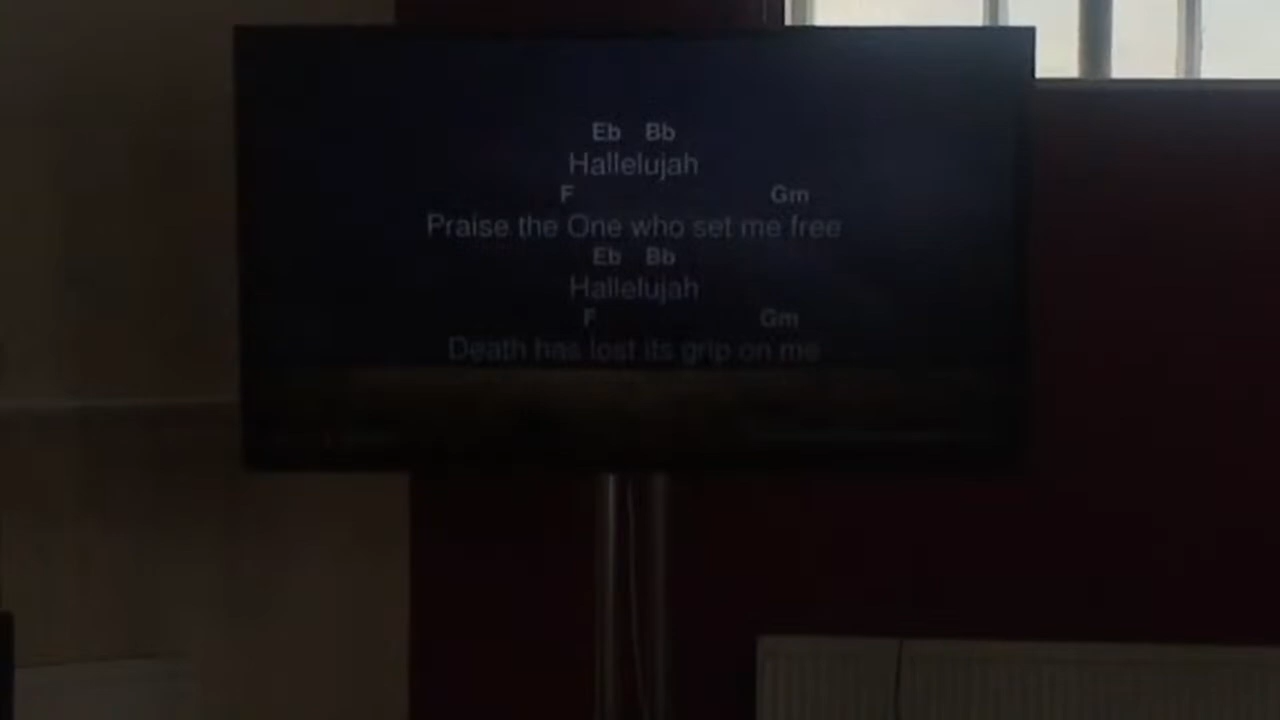 Eb Bb
Hallelujah
F Gm
Praise the One who set me free
Eb Bb
Hallelujah
F Gm
Death has lost its grip on me